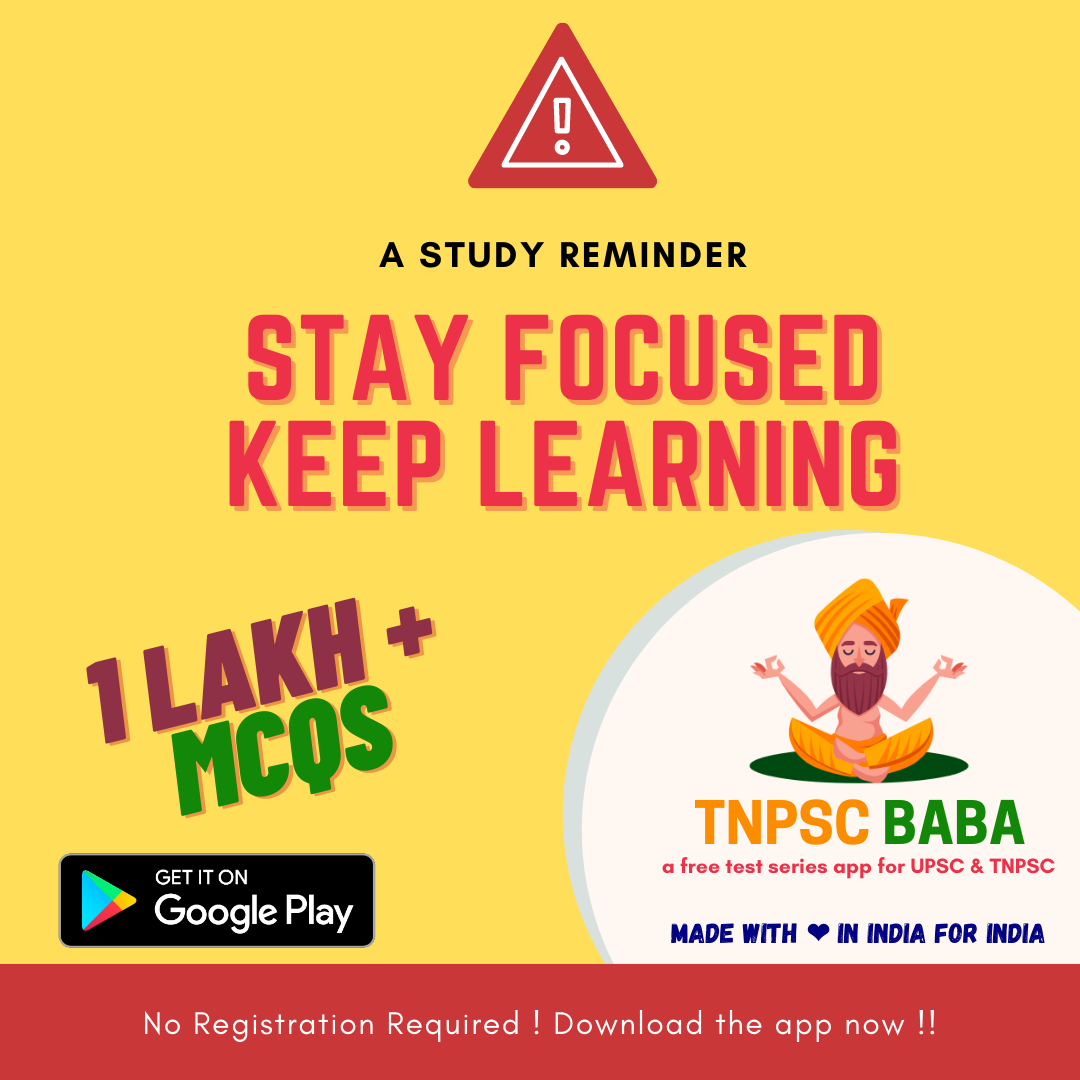 A STUDY REMINDER
STAY FOCUSED
KEEP LEARNING
1 LAKH +
MCQS
GET IT ON
Google Play
TNPSC BABA
a free test series app for UPSC & TNPSC
MADE WITH ❤ IN INDIA FOR INDIA
No Registration Required ! Download the app now !!